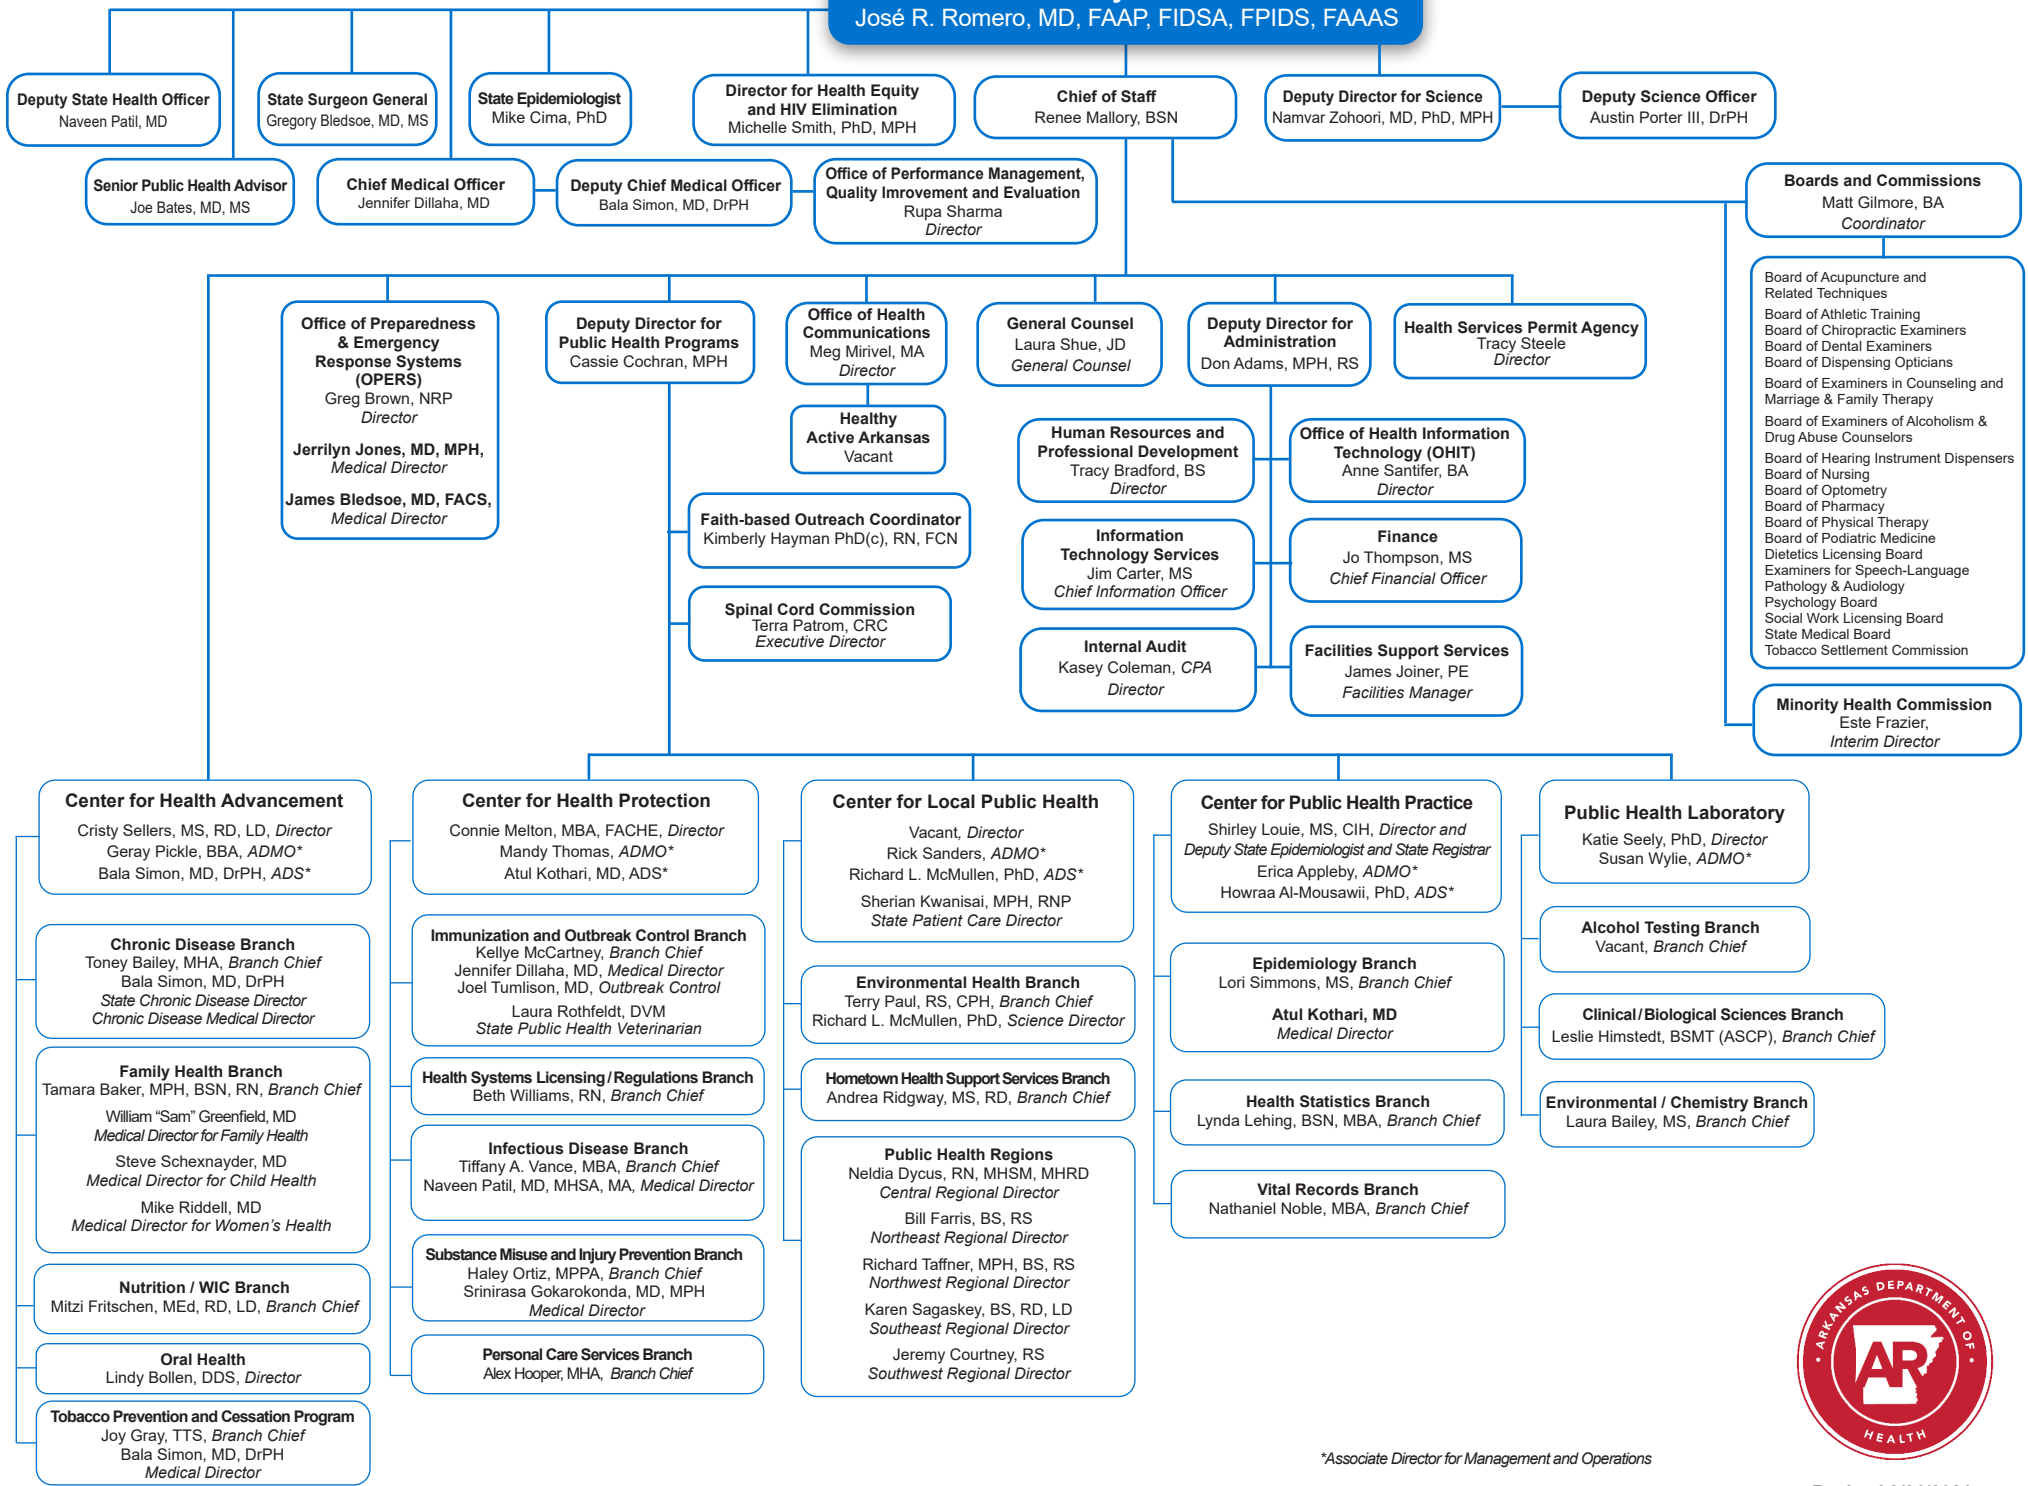 José R. Romero, MD, FAAP, FIDSA, FPIDS, FAAAS
Deputy State Health Officer
Naveen Patil, MD
State Surgeon General
Gregory Bledsoe, MD, MS
State Epidemiologist
Mike Cima, PhD
Director for Health Equity
and HIV Elimination
Michelle Smith, PhD, MPH
Chief of Staff
Renee Mallory, BSN
Deputy Director for Science
Namvar Zohoori, MD, PhD, MPH
Deputy Science Officer
Austin Porter III, DrPH
Senior Public Health Advisor
Joe Bates, MD, MS
Chief Medical Officer
Jennifer Dillaha, MD
Deputy Chief Medical Officer
Bala Simon, MD, DrPH
Office of Performance Management,
Quality Imrovement and Evaluation
Rupa Sharma
Director
Boards and Commissions
Matt Gilmore, BA
Coordinator
Board of Acupuncture and
Related Techniques
Board of Athletic Training
Board of Chiropractic Examiners
Board of Dental Examiners
Board of Dispensing Opticians
Board of Examiners in Counseling and
Marriage & Family Therapy
Board of Examiners of Alcoholism &
Drug Abuse Counselors
Board of Hearing Instrument Dispensers
Board of Nursing
Board of Optometry
Board of Pharmacy
Board of Physical Therapy
Board of Podiatric Medicine
Dietetics Licensing Board
Examiners for Speech-Language
Pathology & Audiology
Psychology Board
Social Work Licensing Board
State Medical Board
Tobacco Settlement Commission
Minority Health Commission
Este Frazier,
Interim Director
Office of Preparedness
& Emergency
Response Systems
(OPERS)
Greg Brown, NRP
Director
Jerrilyn Jones, MD, MPH,
Medical Director
James Bledsoe, MD, FACS,
Medical Director
Deputy Director for
Public Health Programs
Cassie Cochran, MPH
Office of Health
Communications
Meg Mirivel, MA
Director
Healthy
Active Arkansas
Vacant
General Counsel
Laura Shue, JD
General Counsel
Deputy Director for
Administration
Don Adams, MPH, RS
Health Services Permit Agency
Tracy Steele
Director
Faith-based Outreach Coordinator
Kimberly Hayman PhD(c), RN, FCN
Spinal Cord Commission
Terra Patrom, CRC
Executive Director
Human Resources and
Professional Development
Tracy Bradford, BS
Director
Office of Health Information
Technology (OHIT)
Anne Santifer, BA
Director
Information
Technology Services
Jim Carter, MS
Chief Information Officer
Finance
Jo Thompson, MS
Chief Financial Officer
Internal Audit
Kasey Coleman, CPA
Director
Facilities Support Services
James Joiner, PE
Facilities Manager
Center for Health Advancement
Cristy Sellers, MS, RD, LD, Director
Geray Pickle, BBA, ADMO*
Bala Simon, MD, DrPH, ADS*
Chronic Disease Branch
Toney Bailey, MHA, Branch Chief
Bala Simon, MD, DrPH
State Chronic Disease Director
Chronic Disease Medical Director
Family Health Branch
Tamara Baker, MPH, BSN, RN, Branch Chief
William “Sam” Greenfield, MD
Medical Director for Family Health
Steve Schexnayder, MD
Medical Director for Child Health
Mike Riddell, MD
Medical Director for Women’s Health
Nutrition / WIC Branch
Mitzi Fritschen, MEd, RD, LD, Branch Chief
Oral Health
Lindy Bollen, DDS, Director
Tobacco Prevention and Cessation Program
Joy Gray, TTS, Branch Chief
Bala Simon, MD, DrPH
Medical Director
Center for Health Protection
Connie Melton, MBA, FACHE, Director
Mandy Thomas, ADMO*
Atul Kothari, MD, ADS*
Immunization and Outbreak Control Branch
Kellye McCartney, Branch Chief
Jennifer Dillaha, MD, Medical Director
Joel Tumlison, MD, Outbreak Control
Laura Rothfeldt, DVM
State Public Health Veterinarian
Health Systems Licensing/Regulations Branch
Beth Williams, RN, Branch Chief
Infectious Disease Branch
Tiffany A. Vance, MBA, Branch Chief
Naveen Patil, MD, MHSA, MA, Medical Director
Substance Misuse and Injury Prevention Branch
Haley Ortiz, MPPA, Branch Chief
Srinirasa Gokarokonda, MD, MPH
Medical Director
Personal Care Services Branch
Alex Hooper, MHA, Branch Chief
Center for Local Public Health
Vacant, Director
Rick Sanders, ADMO*
Richard L. McMullen, PhD, ADS*
Sherian Kwanisai, MPH, RNP
State Patient Care Director
Environmental Health Branch
Terry Paul, RS, CPH, Branch Chief
Richard L. McMullen, PhD, Science Director
Hometown Health Support Services Branch
Andrea Ridgway, MS, RD, Branch Chief
Public Health Regions
Neldia Dycus, RN, MHSM, MHRD
Central Regional Director
Bill Farris, BS, RS
Northeast Regional Director
Richard Taffner, MPH, BS, RS
Northwest Regional Director
Karen Sagaskey, BS, RD, LD
Southeast Regional Director
Jeremy Courtney, RS
Southwest Regional Director
Center for Public Health Practice
Shirley Louie, MS, CIH, Director and
Deputy State Epidemiologist and State Registrar
Erica Appleby, ADMO*
Howraa Al-Mousawii, PhD, ADS*
Epidemiology Branch
Lori Simmons, MS, Branch Chief
Atul Kothari, MD
Medical Director
Health Statistics Branch
Lynda Lehing, BSN, MBA, Branch Chief
Vital Records Branch
Nathaniel Noble, MBA, Branch Chief
Public Health Laboratory
Katie Seely, PhD, Director
Susan Wylie, ADMO*
Alcohol Testing Branch
Vacant, Branch Chief
Clinical/Biological Sciences Branch
Leslie Himstedt, BSMT (ASCP), Branch Chief
Environmental / Chemistry Branch
Laura Bailey, MS, Branch Chief
*Associate Director for Management and Operations
ARKANSAS DEPARTMENT OF
AR
HEALTH